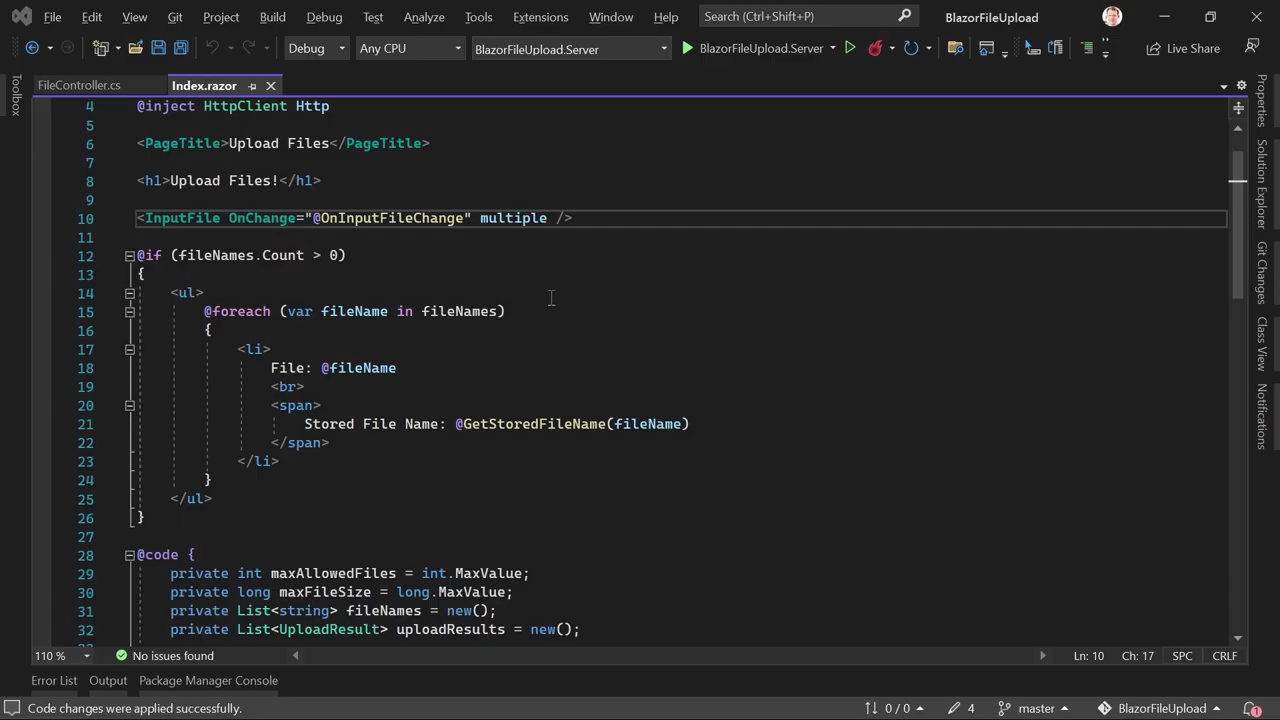 File Edit View Git Project Build Debug Test Analyze Tools Extensions Window Help Search (Ctrl+Shift+P) BlazorFileUpload
Debug Any CPU BlazorFileUpload.Server BlazorFileUpload.Server Live Share
Toolbox
FileController.cs Index.razor
4 @inject HttpClient Http
5
6 <PageTitle>Upload Files</PageTitle>
7
8 <h1>Upload Files!</h1>
9
10 <InputFile OnChange="@OnInputFileChange" multiple />
11
12 @if (fileNames.Count > 0)
13 {
14 <ul>
15 @foreach (var fileName in fileNames)
16 {
17 <li>
18 File: @fileName
19 <br>
20 <span>
21 Stored File Name: @GetStoredFileName(fileName)
22 </span>
23 </li>
24 }
25 </ul>
26 }
27
28 @code {
29 private int maxAllowedFiles = int.MaxValue;
30 private long maxFileSize = long.MaxValue;
31 private List<string> fileNames = new();
32 private List<UploadResult> uploadResults = new();
Properties
Solution Explorer
Git Changes
Class View
Notifications
110 % No issues found Ln: 10 Ch: 17 SPC CRLF
Error List Output Package Manager Console
Code changes were applied successfully. 0 / 0 4 master BlazorFileUpload 1